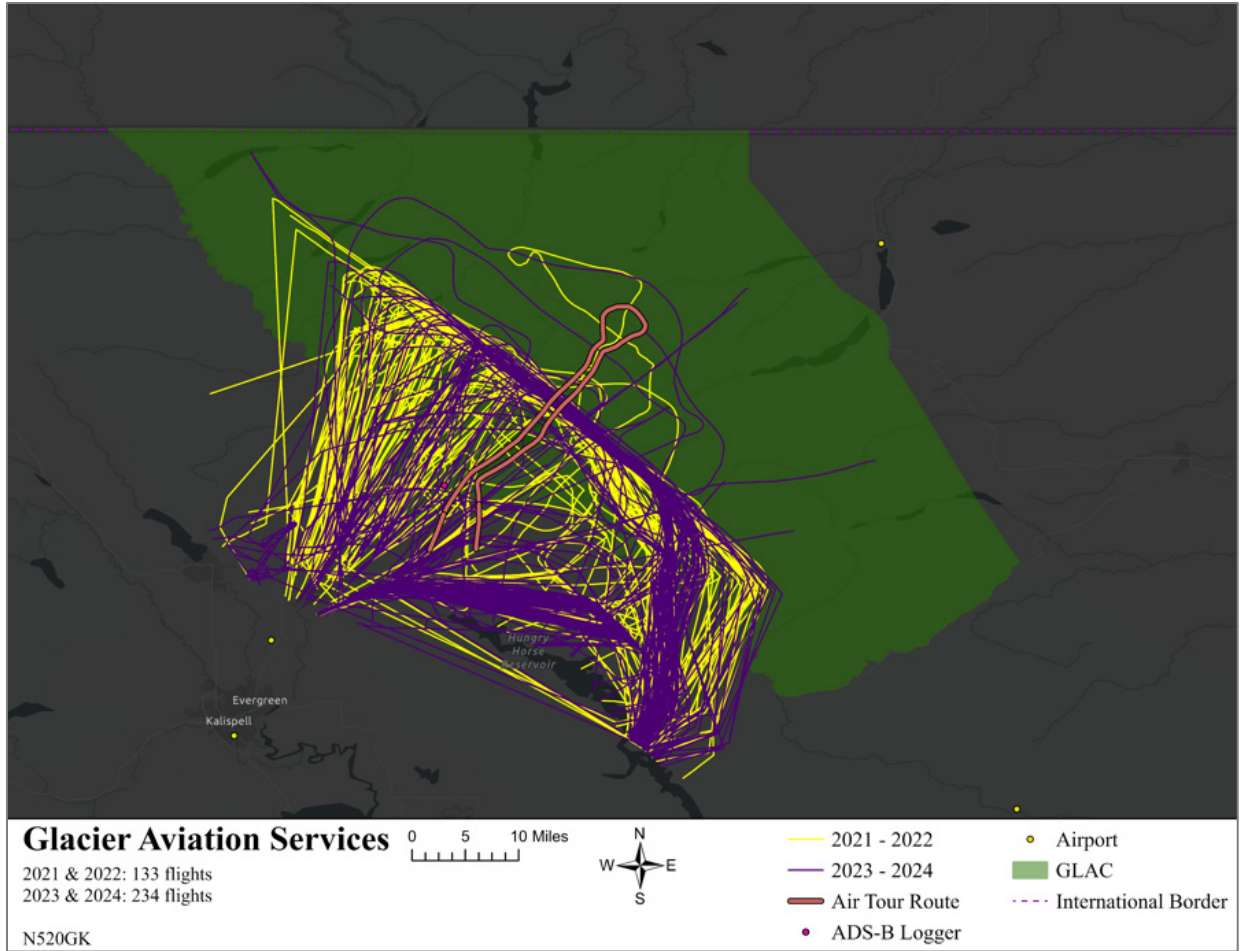 Hungry
Horse
Reservoir
Evergreen
Kalispell
Glacier Aviation Services
2021 & 2022: 133 flights
2023 & 2024: 234 flights
N520GK
0 5 10 Miles
N
W E
S
2021 - 2022
2023 - 2024
Air Tour Route
ADS-B Logger
Airport
GLAC
International Border